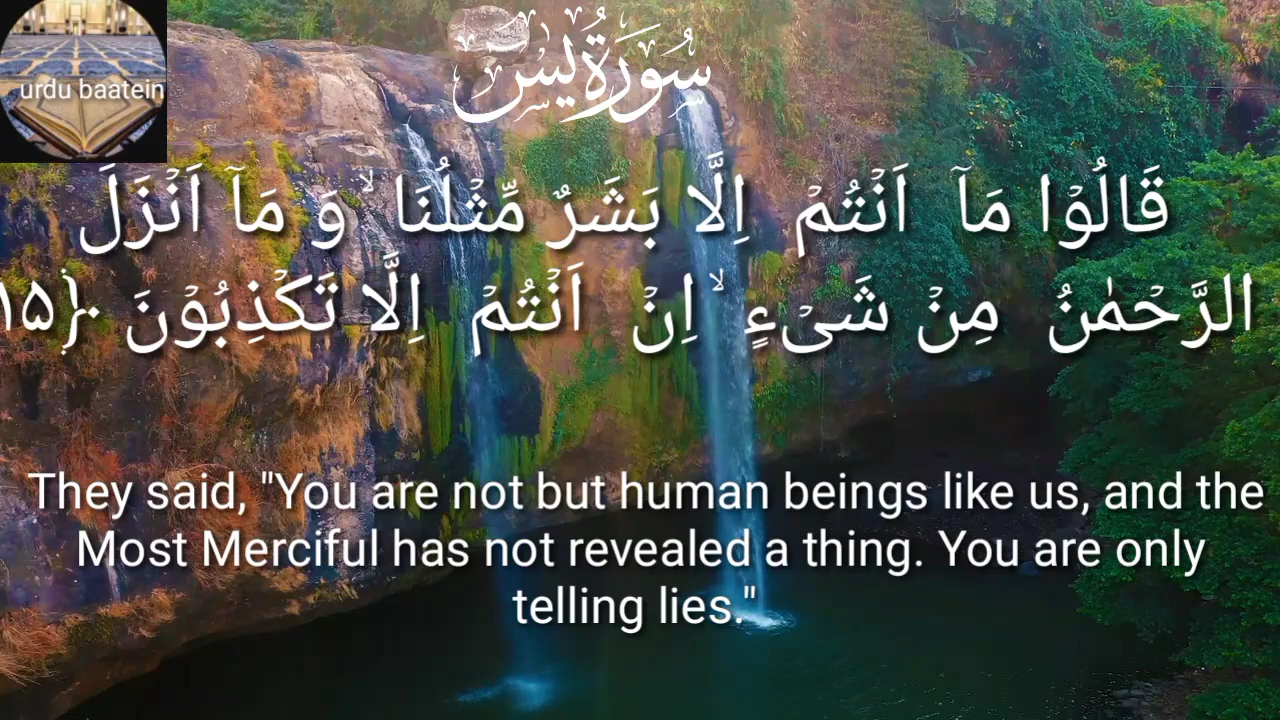 سُوۡرَةُ يٰسٓ
urdu baatein
قَالُوۡا مَاۤ اَنۡتُمۡ اِلَّا بَشَرٌ مِّثۡلُنَا ۙ وَ مَاۤ اَنۡزَلَ
الرَّحۡمٰنُ مِنۡ شَیۡءٍ ۙ اِنۡ اَنۡتُمۡ اِلَّا تَکۡذِبُوۡنَ ﴿۱۵
They said, "You are not but human beings like us, and the
Most Merciful has not revealed a thing. You are only
telling lies."